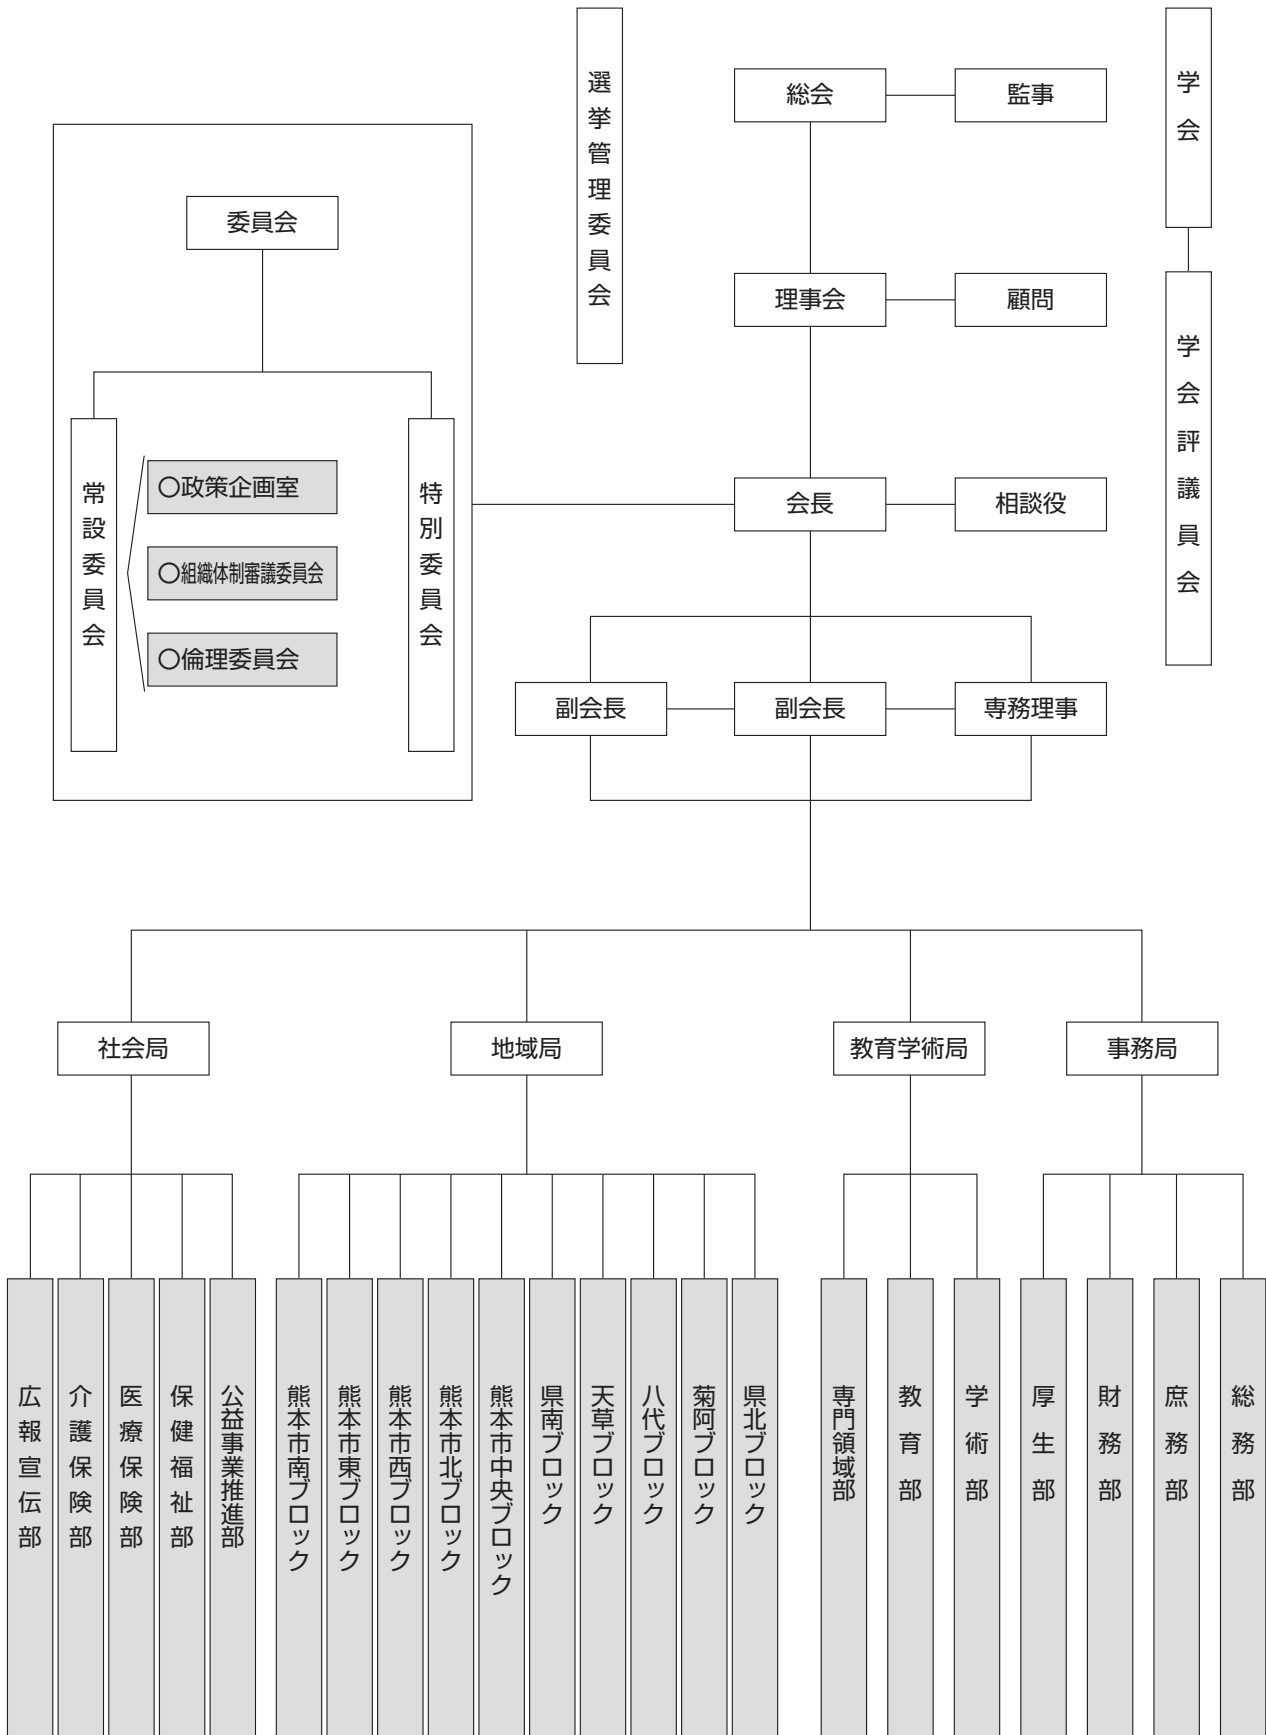 選挙管理委員会
総会
監事
学会
委員会
理事会
顧問
学会評議員会
常設委員会
〇政策企画室
〇組織体制審議委員会
〇倫理委員会
特別委員会
会長
相談役
副会長
副会長
専務理事
社会局
地域局
教育学術局
事務局
広報宣伝部
介護保険部
医療保険部
保健福祉部
公益事業推進部
熊本市南ブロック
熊本市東ブロック
熊本市西ブロック
熊本市北ブロック
熊本市中央ブロック
県南ブロック
天草ブロック
八代ブロック
菊阿ブロック
県北ブロック
専門領域部
教育部
学術部
厚生部
財務部
庶務部
総務部